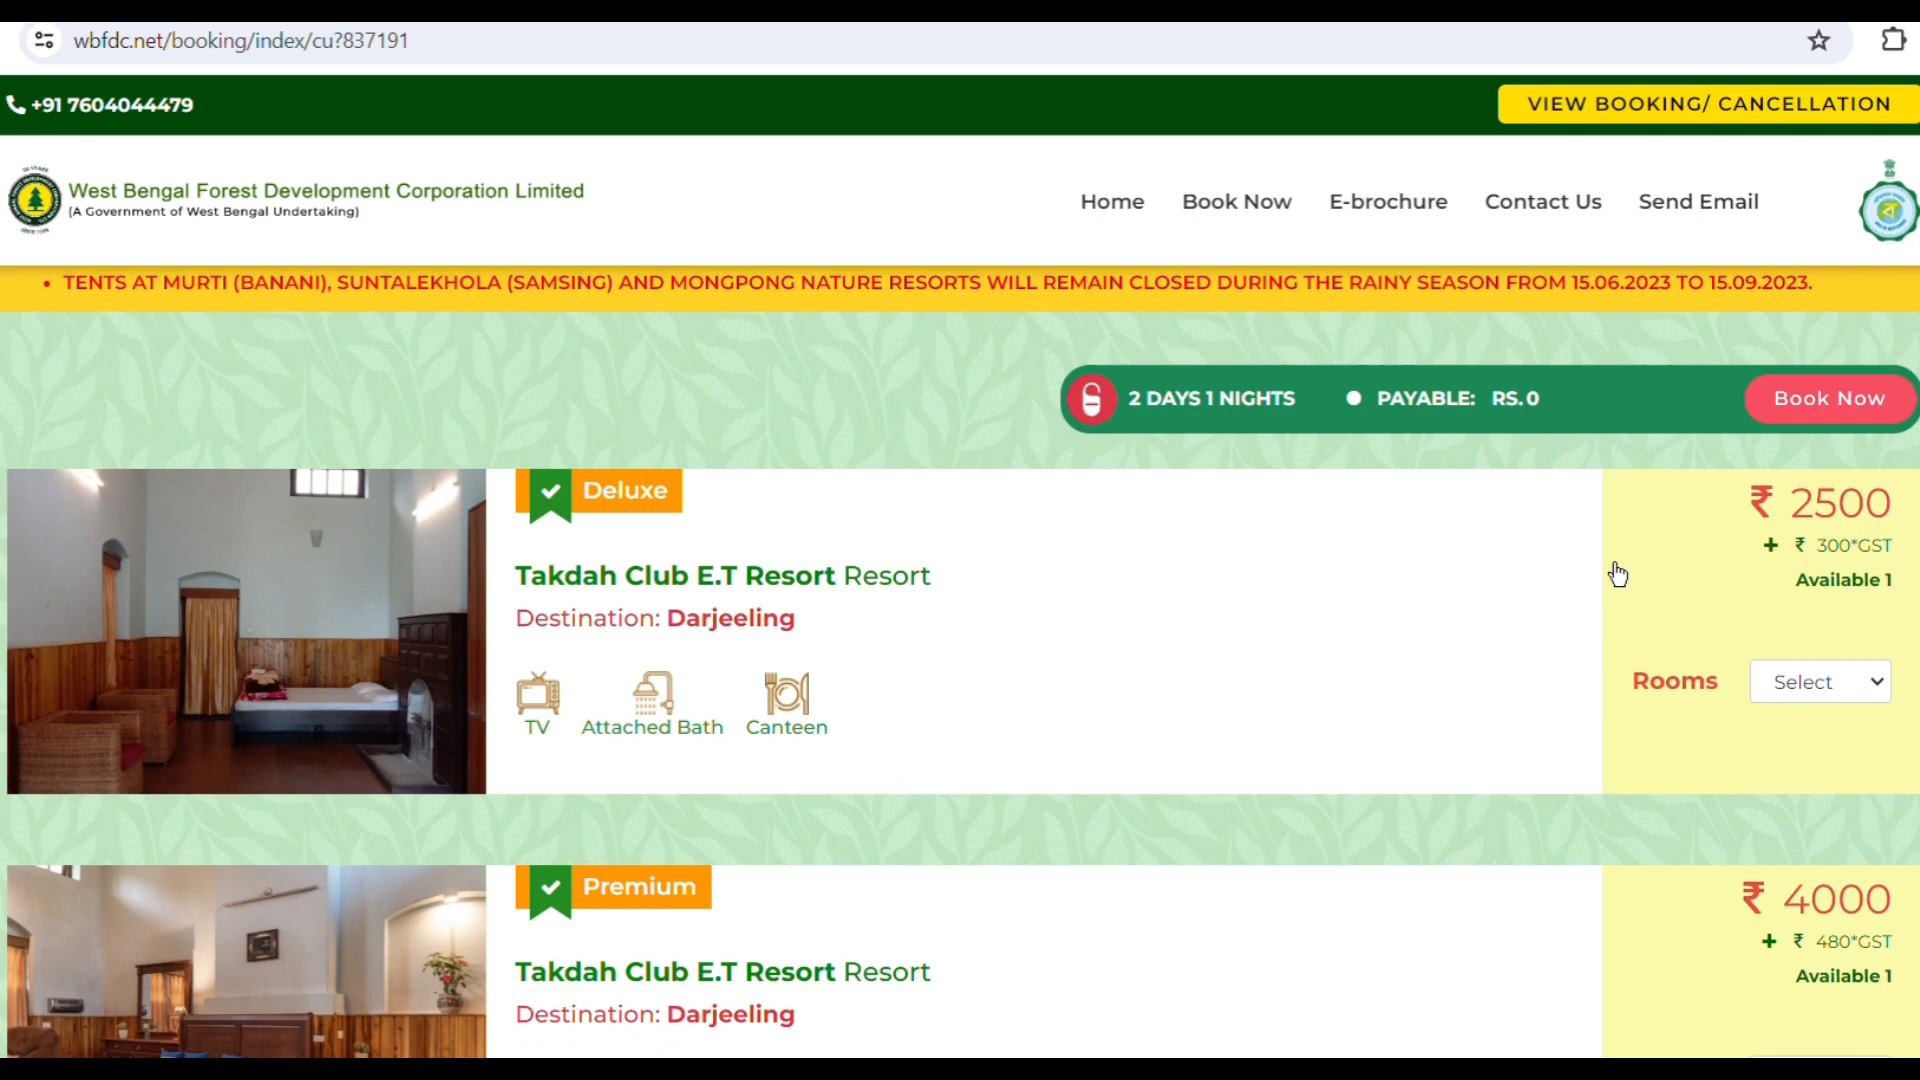 wbfdc.net/booking/index/cu?837191
+91 7604044479
VIEW BOOKING/ CANCELLATION
West Bengal Forest Development Corporation Limited
(A Government of West Bengal Undertaking)
Home Book Now E-brochure Contact Us Send Email
• TENTS AT MURTI (BANANI), SUNTALEKHOLA (SAMSING) AND MONGPONG NATURE RESORTS WILL REMAIN CLOSED DURING THE RAINY SEASON FROM 15.06.2023 TO 15.09.2023.
2 DAYS 1 NIGHTS PAYABLE: RS. 0 Book Now
Deluxe
₹ 2500
+ ₹ 300*GST
Available 1
Takdah Club E.T Resort Resort
Destination: Darjeeling
Rooms Select
TV Attached Bath Canteen
Premium
₹ 4000
+ ₹ 480*GST
Available 1
Takdah Club E.T Resort Resort
Destination: Darjeeling